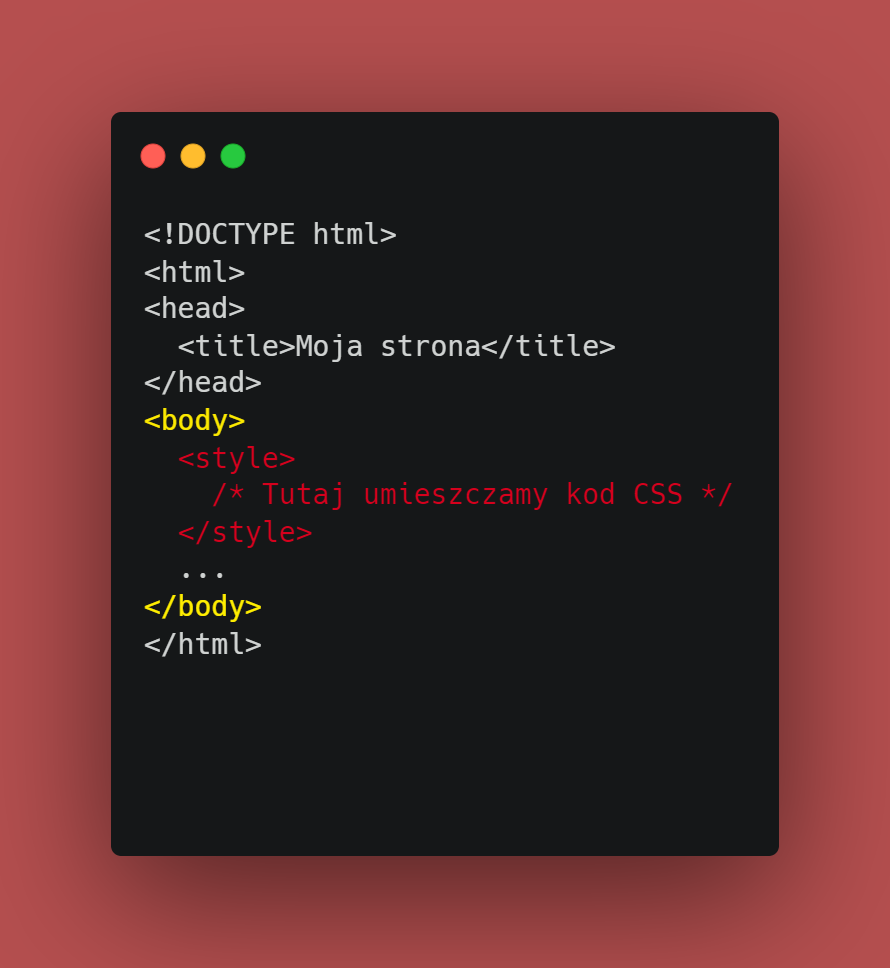 <!DOCTYPE html>
<html>
<head>
  <title>Moja strona</title>
</head>
<body>
  <style>
    /* Tutaj umieszczamy kod CSS */
  </style>
  ...
</body>
</html>